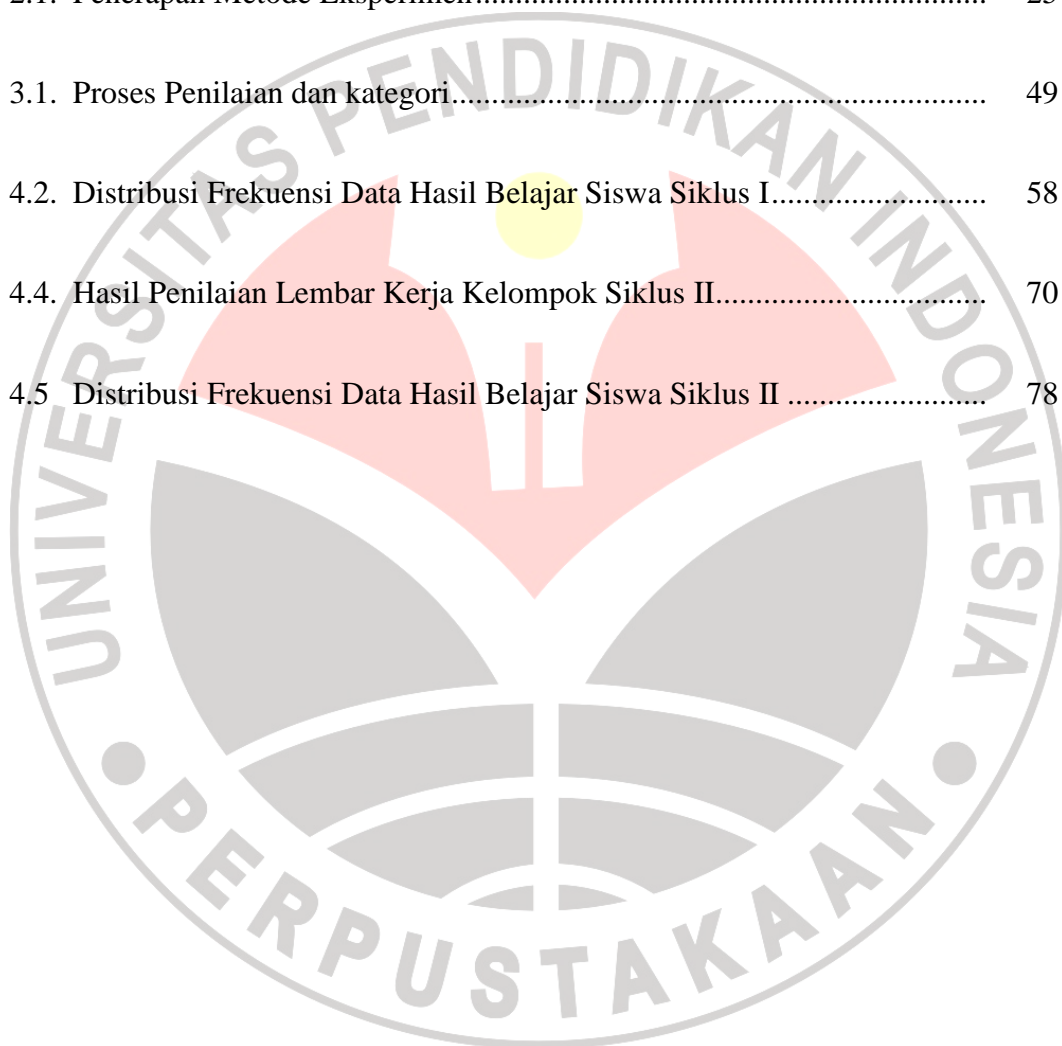 3.1. Proses Penilaian dan kategori.................................................................. 49
4.2. Distribusi Frekuensi Data Hasil Belajar Siswa Siklus I........................... 58
4.4. Hasil Penilaian Lembar Kerja Kelompok Siklus II.................................. 70
4.5 Distribusi Frekuensi Data Hasil Belajar Siswa Siklus II ......................... 78
UNIVERSITAS PENDIDIKAN INDONESIA
• PERPUSTAKAAN •